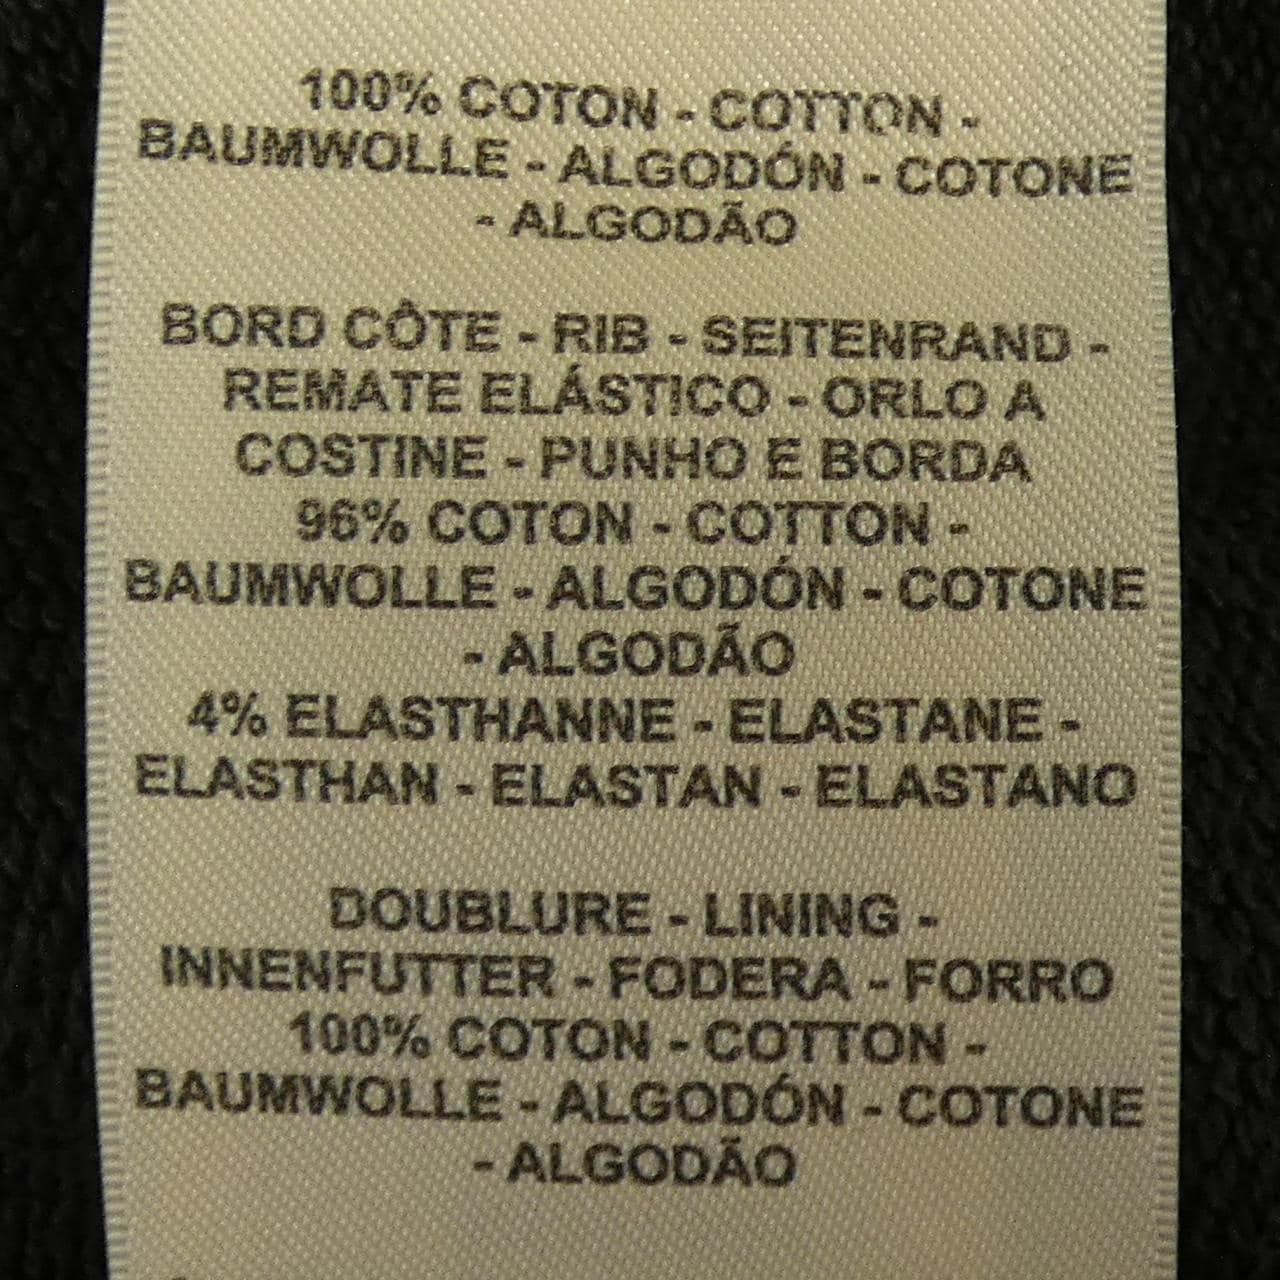 100% COTON - COTTON -
BAUMWOLLE - ALGODÓN - COTONE
- ALGODÃO
BORD CÔTE - RIB - SEITENRAND -
REMATE ELÁSTICO - ORLO A
COSTINE - PUNHO E BORDA
96% COTON - COTTON -
BAUMWOLLE - ALGODÓN - COTONE
- ALGODÃO
4% ELASTHANNE - ELASTANE -
ELASTHAN - ELASTAN - ELASTANO
DOUBLURE - LINING -
INNENFUTTER - FODERA - FORRO
100% COTON - COTTON -
BAUMWOLLE - ALGODÓN - COTONE
- ALGODÃO